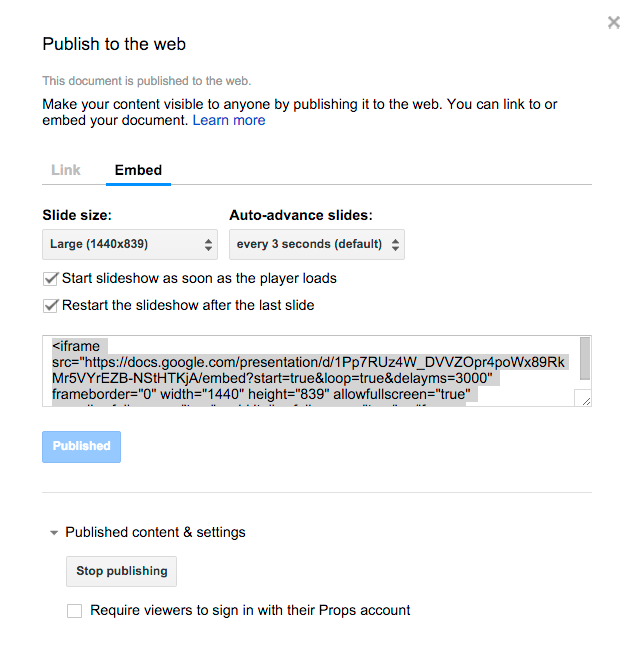 Publish to the web
This document is published to the web.
Make your content visible to anyone by publishing it to the web. You can link to or
embed your document. Learn more
Link Embed
Slide size: Auto-advance slides:
Large (1440x839) every 3 seconds (default)
Start slideshow as soon as the player loads
Restart the slideshow after the last slide
<iframe
src="https://docs.google.com/presentation/d/1Pp7RUz4W_DVVZOpr4poWx89Rk
Mr5VYrEZB-NStHTKjA/embed?start=true&loop=true&delayms=3000"
frameborder="0" width="1440" height="839" allowfullscreen="true"
Published
Published content & settings
Stop publishing
Require viewers to sign in with their Props account